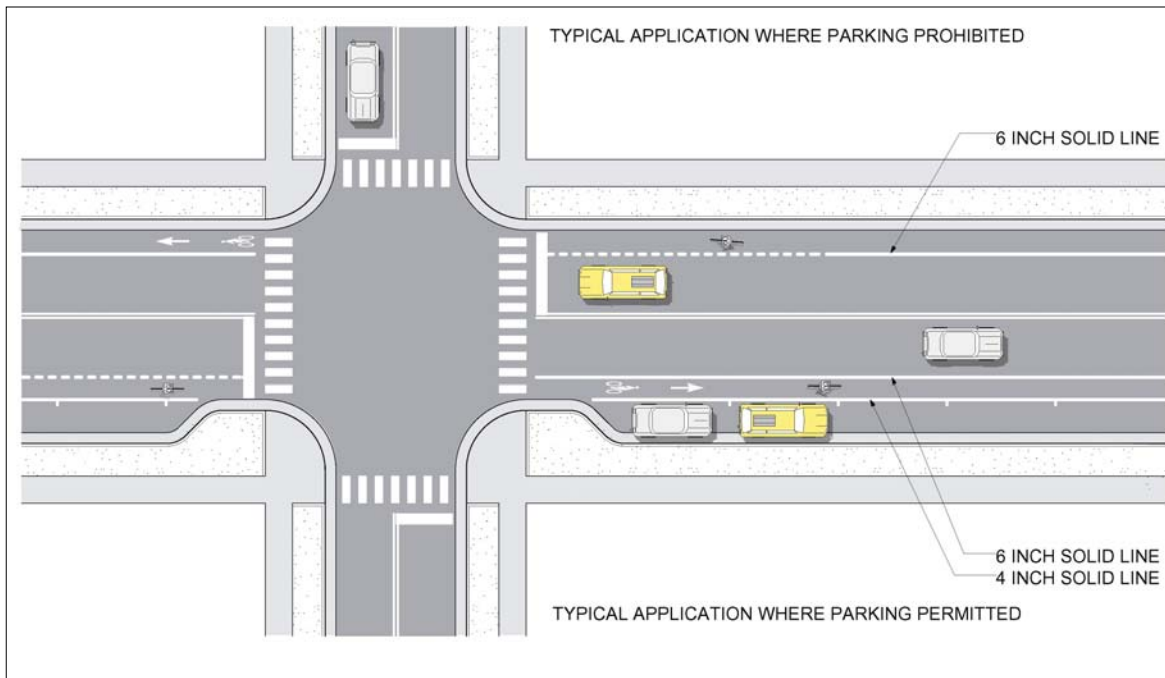 TYPICAL APPLICATION WHERE PARKING PROHIBITED
6 INCH SOLID LINE
6 INCH SOLID LINE
4 INCH SOLID LINE
TYPICAL APPLICATION WHERE PARKING PERMITTED